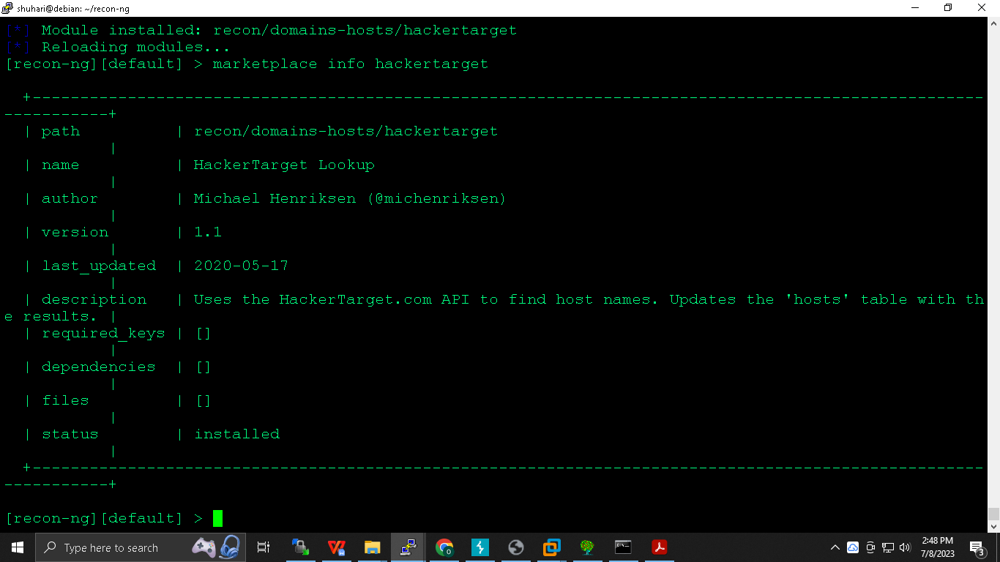 shuhari@debian: ~/recon-ng
[*] Module installed: recon/domains-hosts/hackertarget
[*] Reloading modules...
[recon-ng][default] > marketplace info hackertarget
+----------------------------------------------------------------------------------------------------
-----------+
| path          | recon/domains-hosts/hackertarget
|
| name          | HackerTarget Lookup
|
| author        | Michael Henriksen (@michenriksen)
|
| version       | 1.1
|
| last_updated  | 2020-05-17
|
| description   | Uses the HackerTarget.com API to find host names. Updates the 'hosts' table with th
e results. |
| required_keys | []
|
| dependencies  | []
|
| files         | []
|
| status        | installed
|
+----------------------------------------------------------------------------------------------------
-----------+
[recon-ng][default] >
Type here to search
2:48 PM
7/8/2023
3